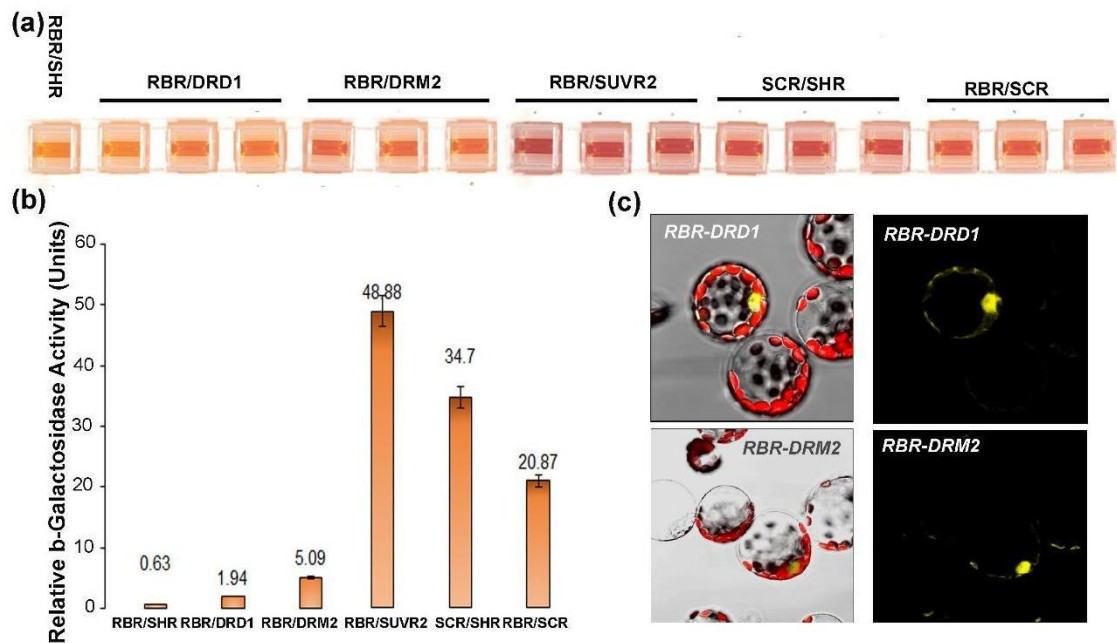 (a)
RBR/SHR
RBR/DRD1
RBR/DRM2
RBR/SUVR2
SCR/SHR
RBR/SCR
(b)
Relative b-Galactosidase Activity (Units)
60
50
40
30
20
10
0
0.63
1.94
5.09
48.88
34.7
20.87
RBR/SHR
RBR/DRD1
RBR/DRM2
RBR/SUVR2
SCR/SHR
RBR/SCR
(c)
RBR-DRD1
RBR-DRD1
RBR-DRM2
RBR-DRM2